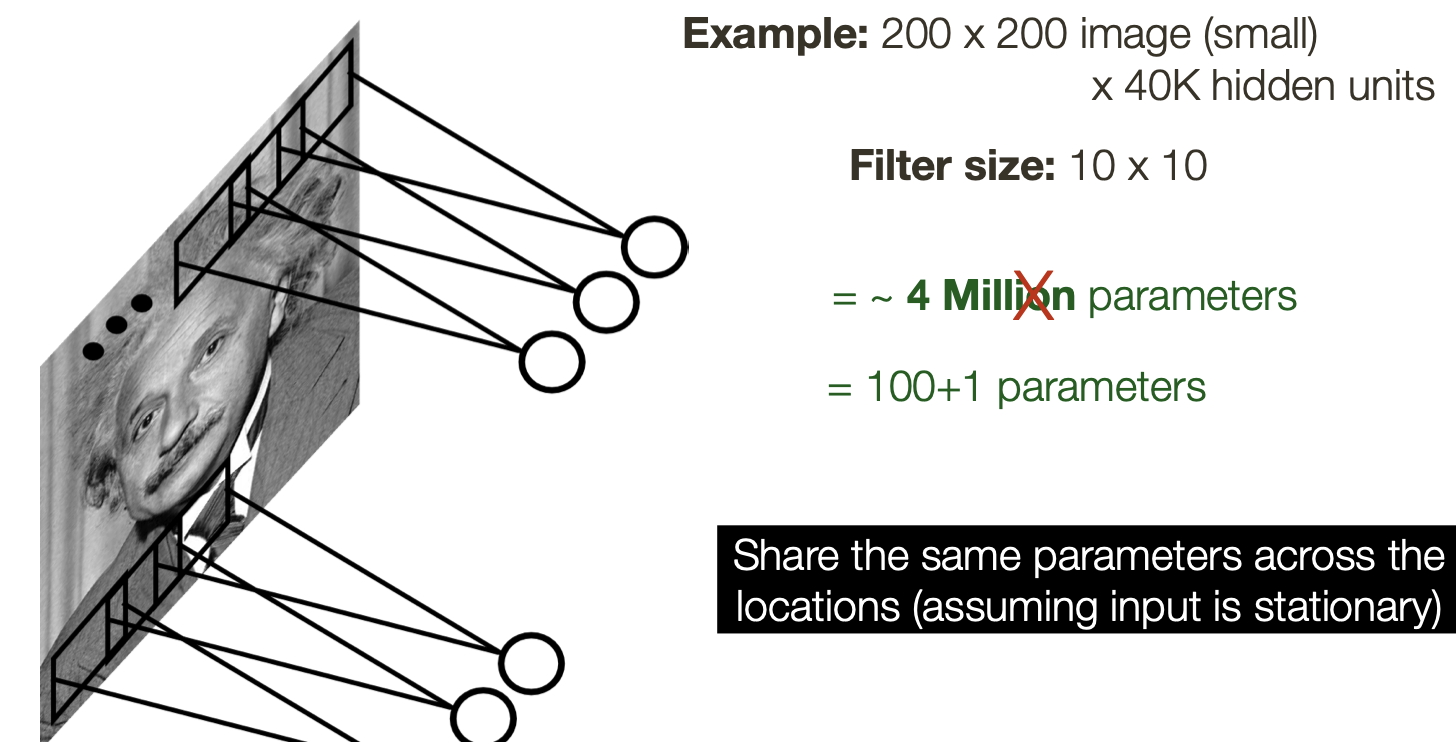 Example: 200 x 200 image (small)
x 40K hidden units
Filter size: 10 x 10
= ~ 4 Million parameters
= 100+1 parameters
Share the same parameters across the
locations (assuming input is stationary)